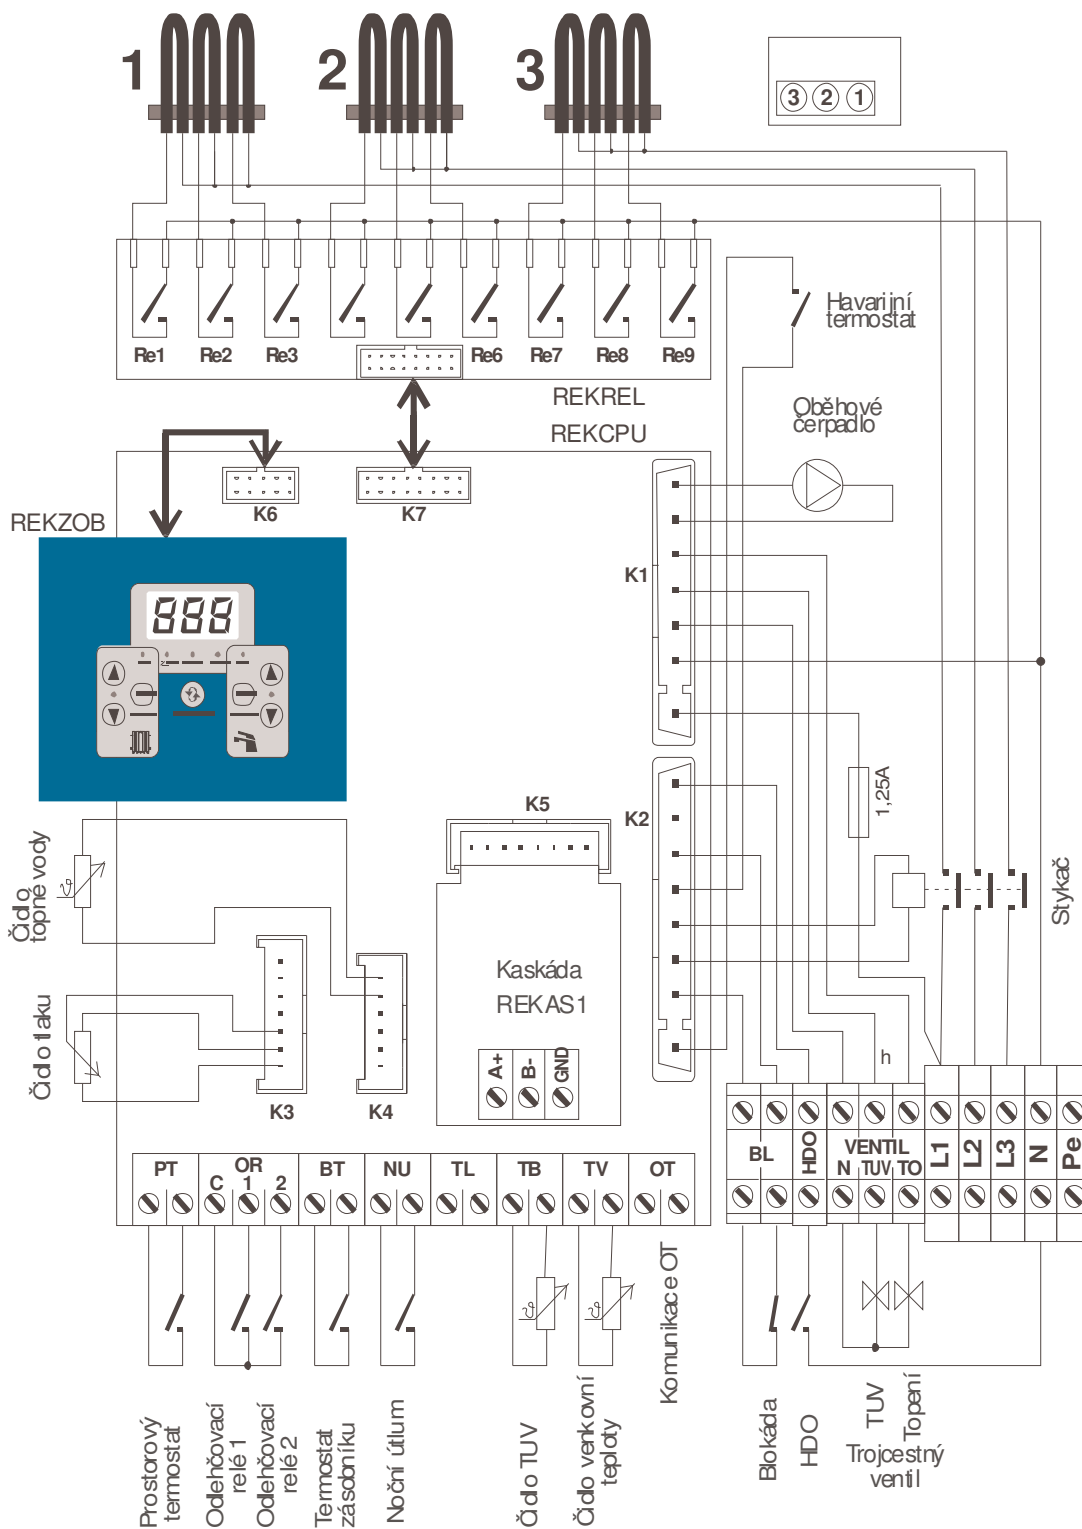 1
2
3
3 2 1
Re1
Re2
Re3
Re6
Re7
Re8
Re9
Havarijní
termostat
REKREL
REKCPU
Oběhové
čerpadlo
K6
K7
REKZOB
K1
888
1,25A
K5
K2
Čidlo
topné vody
Stykač
Kaskáda
REKAS1
Čidlo tlaku
A+
B-
GND
K3
K4
h
PT
OR
C 1 2
BT
NU
TL
TB
TV
OT
BL
HDO
VENTIL
N TUV TO
L1
L2
L3
N
Pe
Prostorový
termostat
Odlehčovací
relé 1
Odlehčovací
relé 2
Termostat
zásobníku
Noční útlum
Čidlo TUV
Čidlo venkovní
teploty
Komunikace OT
Blokáda
HDO
TUV
Topení
Trojcestný
ventil